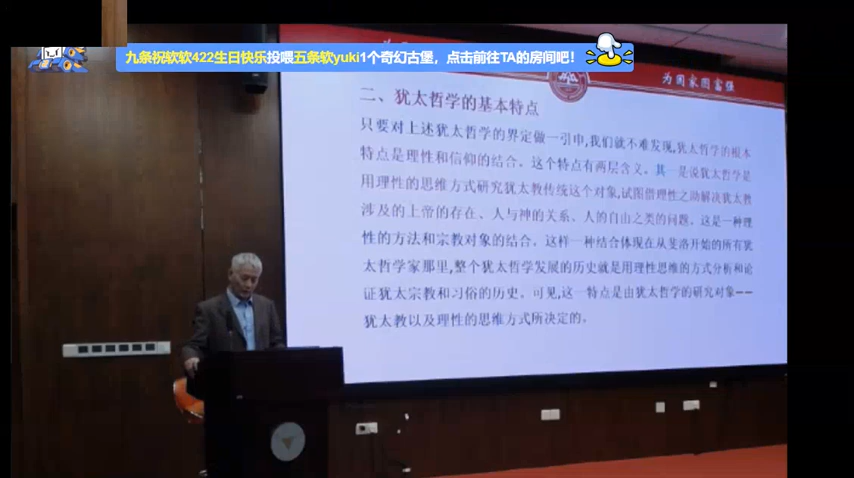 九条祝软软422生日快乐投喂五条软yuki1个奇幻古堡，点击前往TA的房间吧！
为国家图富强
二、犹太哲学的基本特点
只要对上述犹太哲学的界定做一引申,我们就不难发现,犹太哲学的根本
特点是理性和信仰的结合。这个特点有两层含义。其一是说犹太哲学是
用理性的思维方式研究犹太教传统这个对象,试图借理性之助解决犹太教
涉及的上帝的存在、人与神的关系、人的自由之类的问题。这是一种理
性的方法和宗教对象的结合。这样一种结合体现在从斐洛开始的所有犹
太哲学家那里,整个犹太哲学发展的历史就是用理性思维的方式分析和论
证犹太宗教和习俗的历史。可见,这一特点是由犹太哲学的研究对象——
犹太教以及理性的思维方式所决定的。